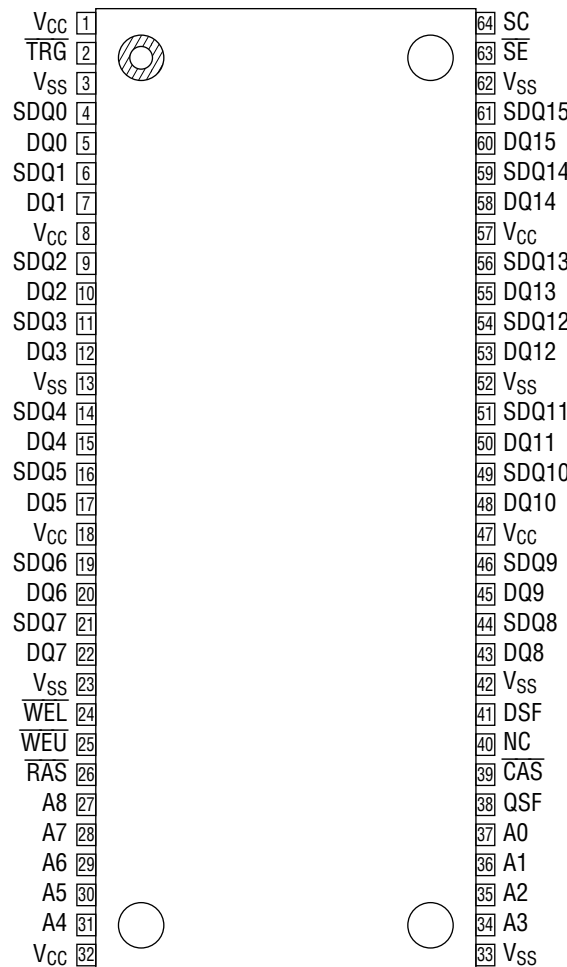 VCC 1 64 SC
TRG 2 63 SE
VSS 3 62 VSS
SDQ0 4 61 SDQ15
DQ0 5 60 DQ15
SDQ1 6 59 SDQ14
DQ1 7 58 DQ14
VCC 8 57 VCC
SDQ2 9 56 SDQ13
DQ2 10 55 DQ13
SDQ3 11 54 SDQ12
DQ3 12 53 DQ12
VSS 13 52 VSS
SDQ4 14 51 SDQ11
DQ4 15 50 DQ11
SDQ5 16 49 SDQ10
DQ5 17 48 DQ10
VCC 18 47 VCC
SDQ6 19 46 SDQ9
DQ6 20 45 DQ9
SDQ7 21 44 SDQ8
DQ7 22 43 DQ8
VSS 23 42 VSS
WEL 24 41 DSF
WEU 25 40 NC
RAS 26 39 CAS
A8 27 38 QSF
A7 28 37 A0
A6 29 36 A1
A5 30 35 A2
A4 31 34 A3
VCC 32 33 VSS